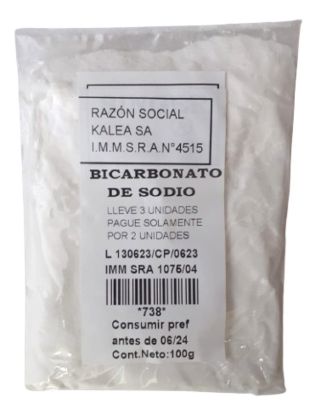 RAZÓN SOCIAL
KALEA SA
I.M.M.S.R.A.N°4515
BICARBONATO
DE SODIO
LLEVE 3 UNIDADES
PAGUE SOLAMENTE
POR 2 UNIDADES
L 130623/CP/0623
IMM SRA 1075/04
*738*
Consumir pref
antes de 06/24
Cont.Neto:100g